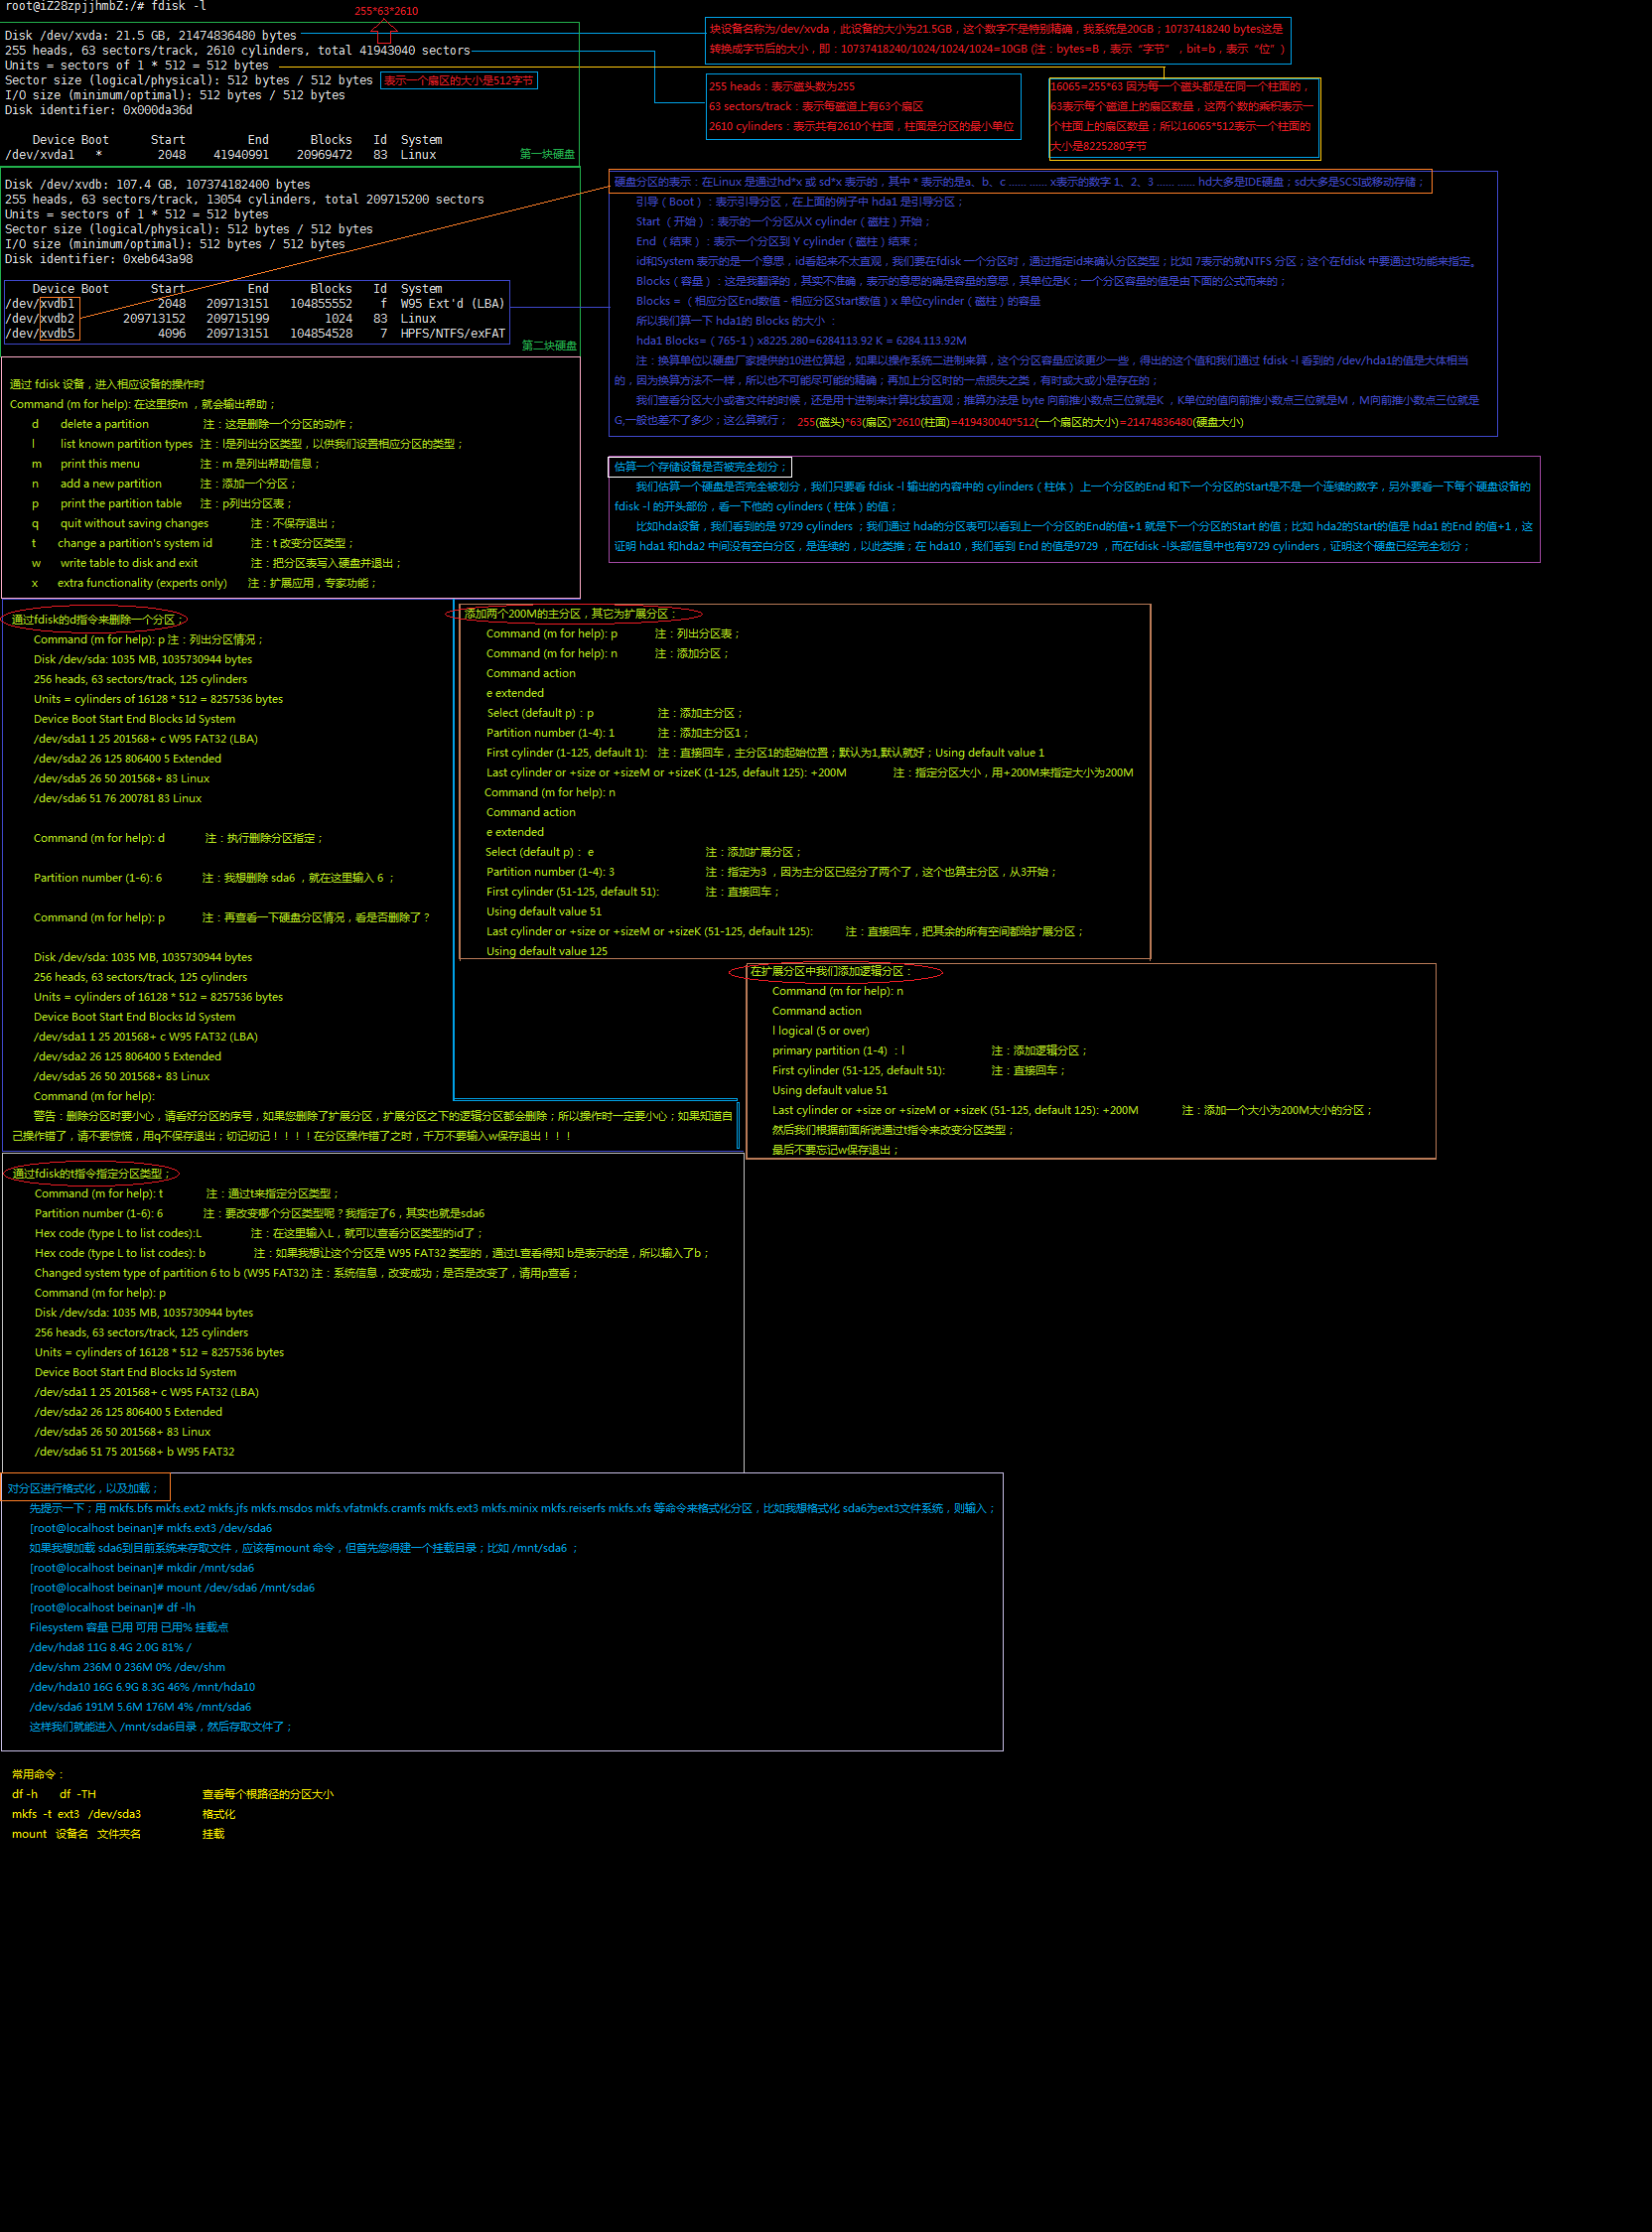 root@iZ28zpjjhmbZ:/# fdisk -l
255*63*2610
Disk /dev/xvda: 21.5 GB, 21474836480 bytes
255 heads, 63 sectors/track, 2610 cylinders, total 41943040 sectors
Units = sectors of 1 * 512 = 512 bytes
Sector size (logical/physical): 512 bytes / 512 bytes 表示一个扇区的大小是512字节
I/O size (minimum/optimal): 512 bytes / 512 bytes
Disk identifier: 0x000da36d
Device Boot Start End Blocks Id System
/dev/xvda1 * 2048 41940991 20969472 83 Linux
第一块硬盘
块设备名称为/dev/xvda，此设备的大小为21.5GB，这个数字不是特别精确，我系统是20GB；10737418240 bytes这是
转换成字节后的大小，即：10737418240/1024/1024/1024=10GB (注：bytes=B，表示“字节”，bit=b，表示“位”)
255 heads：表示磁头数为255
63 sectors/track：表示每磁道上有63个扇区
2610 cylinders：表示共有2610个柱面，柱面是分区的最小单位
16065=255*63 因为每一个磁头都是在同一个柱面的，
63表示每个磁道上的扇区数量，这两个数的乘积表示一
个柱面上的扇区数量；所以16065*512表示一个柱面的
大小是8225280字节
Disk /dev/xvdb: 107.4 GB, 107374182400 bytes
255 heads, 63 sectors/track, 13054 cylinders, total 209715200 sectors
Units = sectors of 1 * 512 = 512 bytes
Sector size (logical/physical): 512 bytes / 512 bytes
I/O size (minimum/optimal): 512 bytes / 512 bytes
Disk identifier: 0xeb643a98
Device Boot Start End Blocks Id System
/dev/xvdb1 2048 209713151 104855552 f W95 Ext'd (LBA)
/dev/xvdb2 209713152 209715199 1024 83 Linux
/dev/xvdb5 4096 209713151 104854528 7 HPFS/NTFS/exFAT
第二块硬盘
硬盘分区的表示：在Linux 是通过hd*x 或 sd*x 表示的，其中 * 表示的是a、b、c …… …… x表示的数字 1、2、3 …… …… hd大多是IDE硬盘；sd大多是SCSI或移动存储；
引导（Boot）：表示引导分区，在上面的例子中 hda1 是引导分区；
Start （开始）：表示的一个分区从X cylinder（磁柱）开始；
End （结束）：表示一个分区到 Y cylinder（磁柱）结束；
id和System 表示的是一个意思，id看起来不太直观，我们要在fdisk 一个分区时，通过指定id来确认分区类型；比如 7表示的就NTFS 分区；这个在fdisk 中要通过t功能来指定。
Blocks（容量）：这是我翻译的，其实不准确，表示的意思的确是容量的意思，其单位是K；一个分区容量的值是由下面的公式而来的；
Blocks = （相应分区End数值 - 相应分区Start数值）x 单位cylinder（磁柱）的容量
所以我们算一下 hda1的 Blocks 的大小 ：
hda1 Blocks=（765-1）x8225.280=6284113.92 K = 6284.113.92M
注：换算单位以硬盘厂家提供的10进位算起，如果以操作系统二进制来算，这个分区容量应该更少一些，得出的这个值和我们通过 fdisk -l 看到的 /dev/hda1的值是大体相当
的，因为换算方法不一样，所以也不可能尽可能的精确；再加上分区时的一点损失之类，有时或大或小是存在的；
我们查看分区大小或者文件的时候，还是用十进制来计算比较直观；推算办法是 byte 向前推小数点三位就是K ，K单位的值向前推小数点三位就是M，M向前推小数点三位就是
G,一般也差不了多少；这么算就行； 255(磁头)*63(扇区)*2610(柱面)=419430040*512(一个扇区的大小)=21474836480(硬盘大小)
估算一个存储设备是否被完全划分；
我们估算一个硬盘是否完全被划分，我们只要看 fdisk -l 输出的内容中的 cylinders（柱体） 上一个分区的End 和下一个分区的Start是不是一个连续的数字，另外要看一下每个硬盘设备的
fdisk -l 的开头部份，看一下他的 cylinders（柱体）的值；
比如hda设备，我们看到的是 9729 cylinders ；我们通过 hda的分区表可以看到上一个分区的End的值+1 就是下一个分区的Start 的值；比如 hda2的Start的值是 hda1 的End 的值+1，这
证明 hda1 和hda2 中间没有空白分区，是连续的，以此类推；在 hda10，我们看到 End 的值是9729 ，而在fdisk -l头部信息中也有9729 cylinders，证明这个硬盘已经完全划分；
通过 fdisk 设备，进入相应设备的操作时
Command (m for help): 在这里按m ，就会输出帮助；
d delete a partition 注：这是删除一个分区的动作；
l list known partition types 注：l是列出分区类型，以供我们设置相应分区的类型；
m print this menu 注：m 是列出帮助信息；
n add a new partition 注：添加一个分区；
p print the partition table 注：p列出分区表；
q quit without saving changes 注：不保存退出；
t change a partition's system id 注：t 改变分区类型；
w write table to disk and exit 注：把分区表写入硬盘并退出；
x extra functionality (experts only) 注：扩展应用，专家功能；
通过fdisk的d指令来删除一个分区；
Command (m for help): p 注：列出分区情况；
Disk /dev/sda: 1035 MB, 1035730944 bytes
256 heads, 63 sectors/track, 125 cylinders
Units = cylinders of 16128 * 512 = 8257536 bytes
Device Boot Start End Blocks Id System
/dev/sda1 1 25 201568+ c W95 FAT32 (LBA)
/dev/sda2 26 125 806400 5 Extended
/dev/sda5 26 50 201568+ 83 Linux
/dev/sda6 51 76 200781 83 Linux
Command (m for help): d 注：执行删除分区指定；
Partition number (1-6): 6 注：我想删除 sda6 ，就在这里输入 6 ；
Command (m for help): p 注：再查看一下硬盘分区情况，看是否删除了？
Disk /dev/sda: 1035 MB, 1035730944 bytes
256 heads, 63 sectors/track, 125 cylinders
Units = cylinders of 16128 * 512 = 8257536 bytes
Device Boot Start End Blocks Id System
/dev/sda1 1 25 201568+ c W95 FAT32 (LBA)
/dev/sda2 26 125 806400 5 Extended
/dev/sda5 26 50 201568+ 83 Linux
Command (m for help):
警告：删除分区时要小心，请看好分区的序号，如果您删除了扩展分区，扩展分区之下的逻辑分区都会删除；所以操作时一定要小心；如果知道自
己操作错了，请不要惊慌，用q不保存退出；切记切记！！！！在分区操作错了之时，千万不要输入w保存退出！！！
添加两个200M的主分区，其它为扩展分区：
Command (m for help): p 注：列出分区表；
Command (m for help): n 注：添加分区；
Command action
e extended
Select (default p)：p 注：添加主分区；
Partition number (1-4): 1 注：添加主分区1；
First cylinder (1-125, default 1): 注：直接回车，主分区1的起始位置；默认为1,默认就好；Using default value 1
Last cylinder or +size or +sizeM or +sizeK (1-125, default 125): +200M 注：指定分区大小，用+200M来指定大小为200M
Command (m for help): n
Command action
e extended
Select (default p)： e 注：添加扩展分区；
Partition number (1-4): 3 注：指定为3 ，因为主分区已经分了两个了，这个也算主分区，从3开始；
First cylinder (51-125, default 51): 注：直接回车；
Using default value 51
Last cylinder or +size or +sizeM or +sizeK (51-125, default 125): 注：直接回车，把其余的所有空间都给扩展分区；
Using default value 125
在扩展分区中我们添加逻辑分区：
Command (m for help): n
Command action
l logical (5 or over)
primary partition (1-4) ：l 注：添加逻辑分区；
First cylinder (51-125, default 51): 注：直接回车；
Using default value 51
Last cylinder or +size or +sizeM or +sizeK (51-125, default 125): +200M 注：添加一个大小为200M大小的分区；
然后我们根据前面所说通过t指令来改变分区类型；
最后不要忘记w保存退出；
通过fdisk的t指令指定分区类型；
Command (m for help): t 注：通过t来指定分区类型；
Partition number (1-6): 6 注：要改变哪个分区类型呢？我指定了6，其实也就是sda6
Hex code (type L to list codes):L 注：在这里输入L，就可以查看分区类型的id了；
Hex code (type L to list codes): b 注：如果我想让这个分区是 W95 FAT32 类型的，通过L查看得知 b是表示的是，所以输入了b；
Changed system type of partition 6 to b (W95 FAT32) 注：系统信息，改变成功；是否是改变了，请用p查看；
Command (m for help): p
Disk /dev/sda: 1035 MB, 1035730944 bytes
256 heads, 63 sectors/track, 125 cylinders
Units = cylinders of 16128 * 512 = 8257536 bytes
Device Boot Start End Blocks Id System
/dev/sda1 1 25 201568+ c W95 FAT32 (LBA)
/dev/sda2 26 125 806400 5 Extended
/dev/sda5 26 50 201568+ 83 Linux
/dev/sda6 51 75 201568+ b W95 FAT32
对分区进行格式化，以及加载；
先提示一下；用 mkfs.bfs mkfs.ext2 mkfs.jfs mkfs.msdos mkfs.vfatmkfs.cramfs mkfs.ext3 mkfs.minix mkfs.reiserfs mkfs.xfs 等命令来格式化分区，比如我想格式化 sda6为ext3文件系统，则输入；
[root@localhost beinan]# mkfs.ext3 /dev/sda6
如果我想加载 sda6到目前系统来存取文件，应该有mount 命令，但首先您得建一个挂载目录；比如 /mnt/sda6 ；
[root@localhost beinan]# mkdir /mnt/sda6
[root@localhost beinan]# mount /dev/sda6 /mnt/sda6
[root@localhost beinan]# df -lh
Filesystem 容量 已用 可用 已用% 挂载点
/dev/hda8 11G 8.4G 2.0G 81% /
/dev/shm 236M 0 236M 0% /dev/shm
/dev/hda10 16G 6.9G 8.3G 46% /mnt/hda10
/dev/sda6 191M 5.6M 176M 4% /mnt/sda6
这样我们就能进入 /mnt/sda6目录，然后存取文件了；
常用命令：
df -h df -TH 查看每个根路径的分区大小
mkfs -t ext3 /dev/sda3 格式化
mount 设备名 文件夹名 挂载